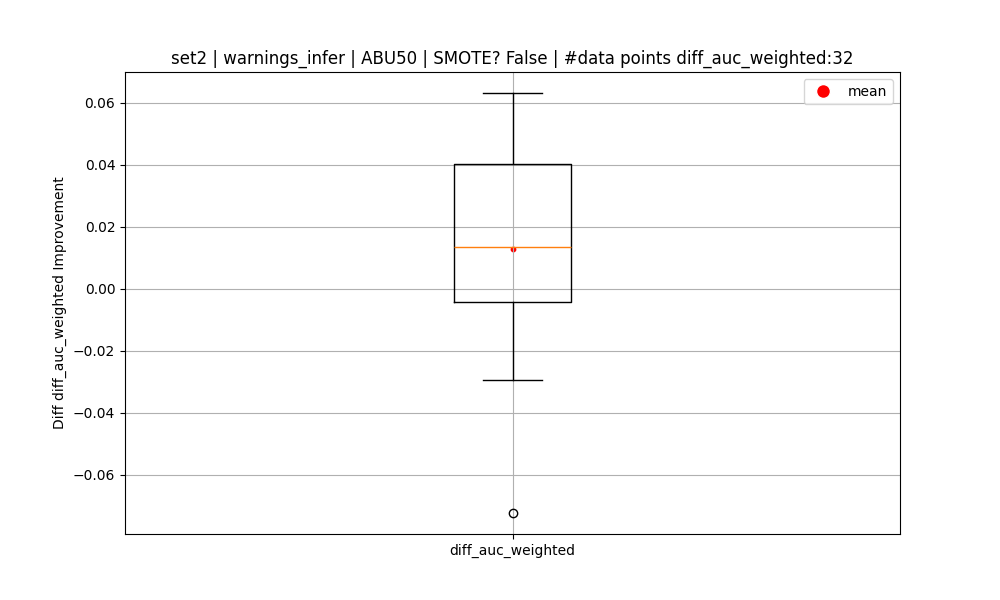 set2 | warnings_infer | ABU50 | SMOTE? False | #data points diff_auc_weighted:32
mean
0.06
0.04
0.02
0.00
−0.02
−0.04
−0.06
Diff diff_auc_weighted Improvement
diff_auc_weighted